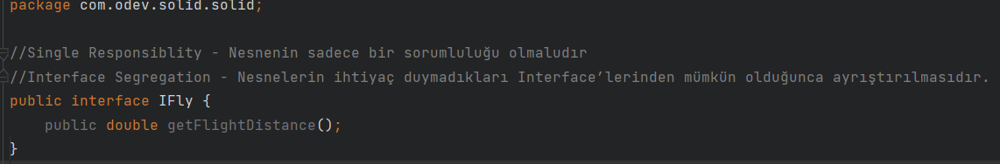 package com.odev.solid.solid;
//Single Responsiblity - Nesnenin sadece bir sorumluluğu olmaludır
//Interface Segregation - Nesnelerin ihtiyaç duymadıkları Interface’lerinden mümkün olduğunca ayrıştırılmasıdır.
public interface IFly {
    public double getFlightDistance();
}